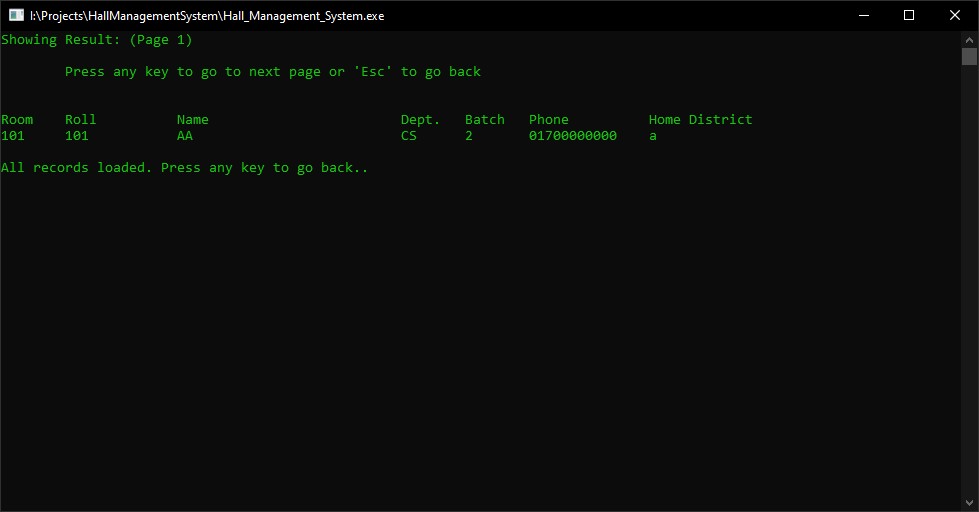 I:\Projects\HallManagementSystem\Hall_Management_System.exe
Showing Result: (Page 1)
Press any key to go to next page or 'Esc' to go back
Room Roll Name Dept. Batch Phone Home District
101 101 AA CS 2 01700000000 a
All records loaded. Press any key to go back..